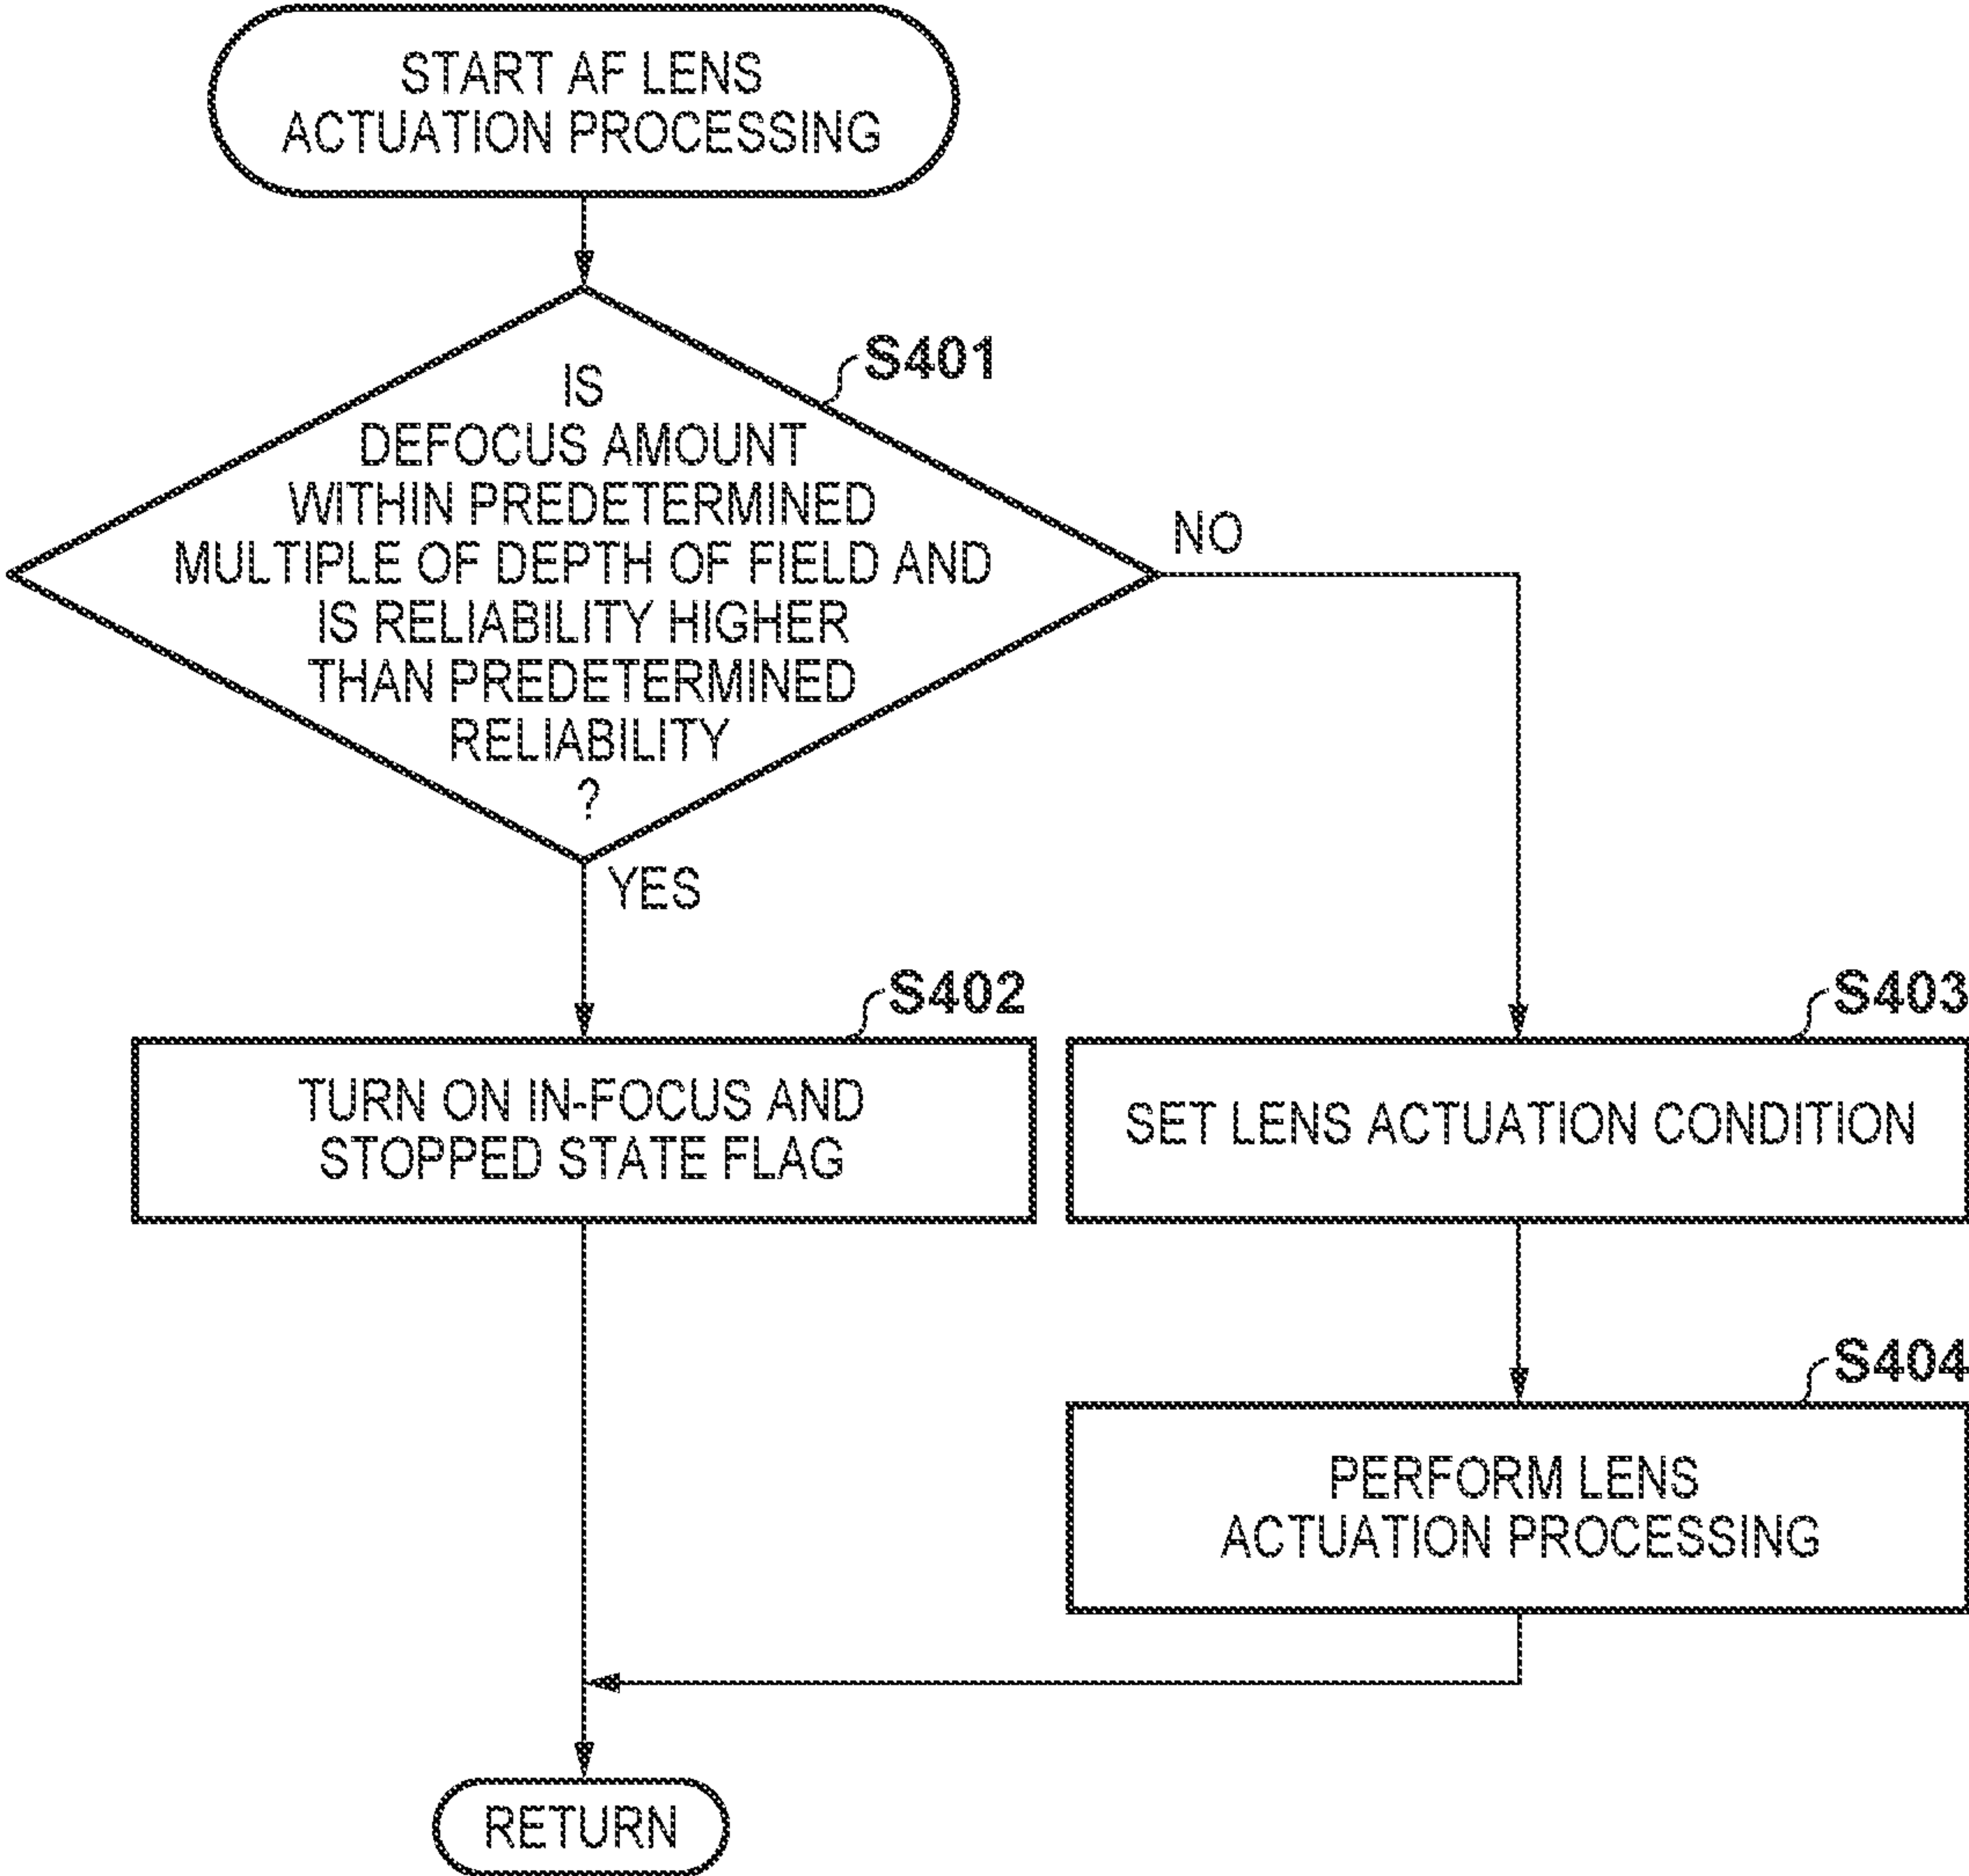 START AF LENS
ACTUATION PROCESSING
S401
IS
DEFOCUS AMOUNT
WITHIN PREDETERMINED
MULTIPLE OF DEPTH OF FIELD AND
IS RELIABILITY HIGHER
THAN PREDETERMINED
RELIABILITY
?
NO
YES
S402
TURN ON IN-FOCUS AND
STOPPED STATE FLAG
S403
SET LENS ACTUATION CONDITION
S404
PERFORM LENS
ACTUATION PROCESSING
RETURN